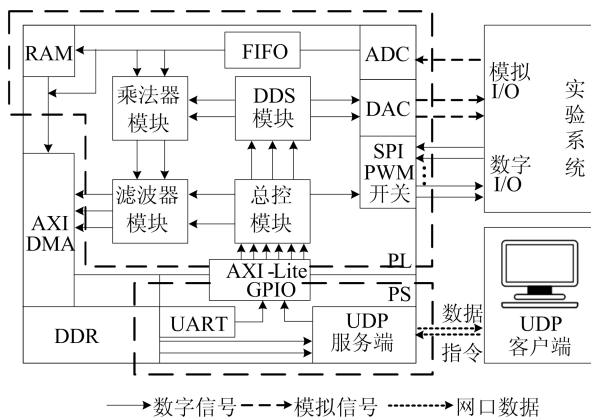 RAM
FIFO
ADC
乘法器
模块
DDS
模块
DAC
模拟
I/O
实验系统
SPI
PWM
开关
数字
I/O
滤波器
模块
总控
模块
AXI
DMA
PL
AXI -Lite
GPIO
PS
DDR
UART
UDP
服务端
数据
指令
UDP
客户端
数字信号
模拟信号
网口数据